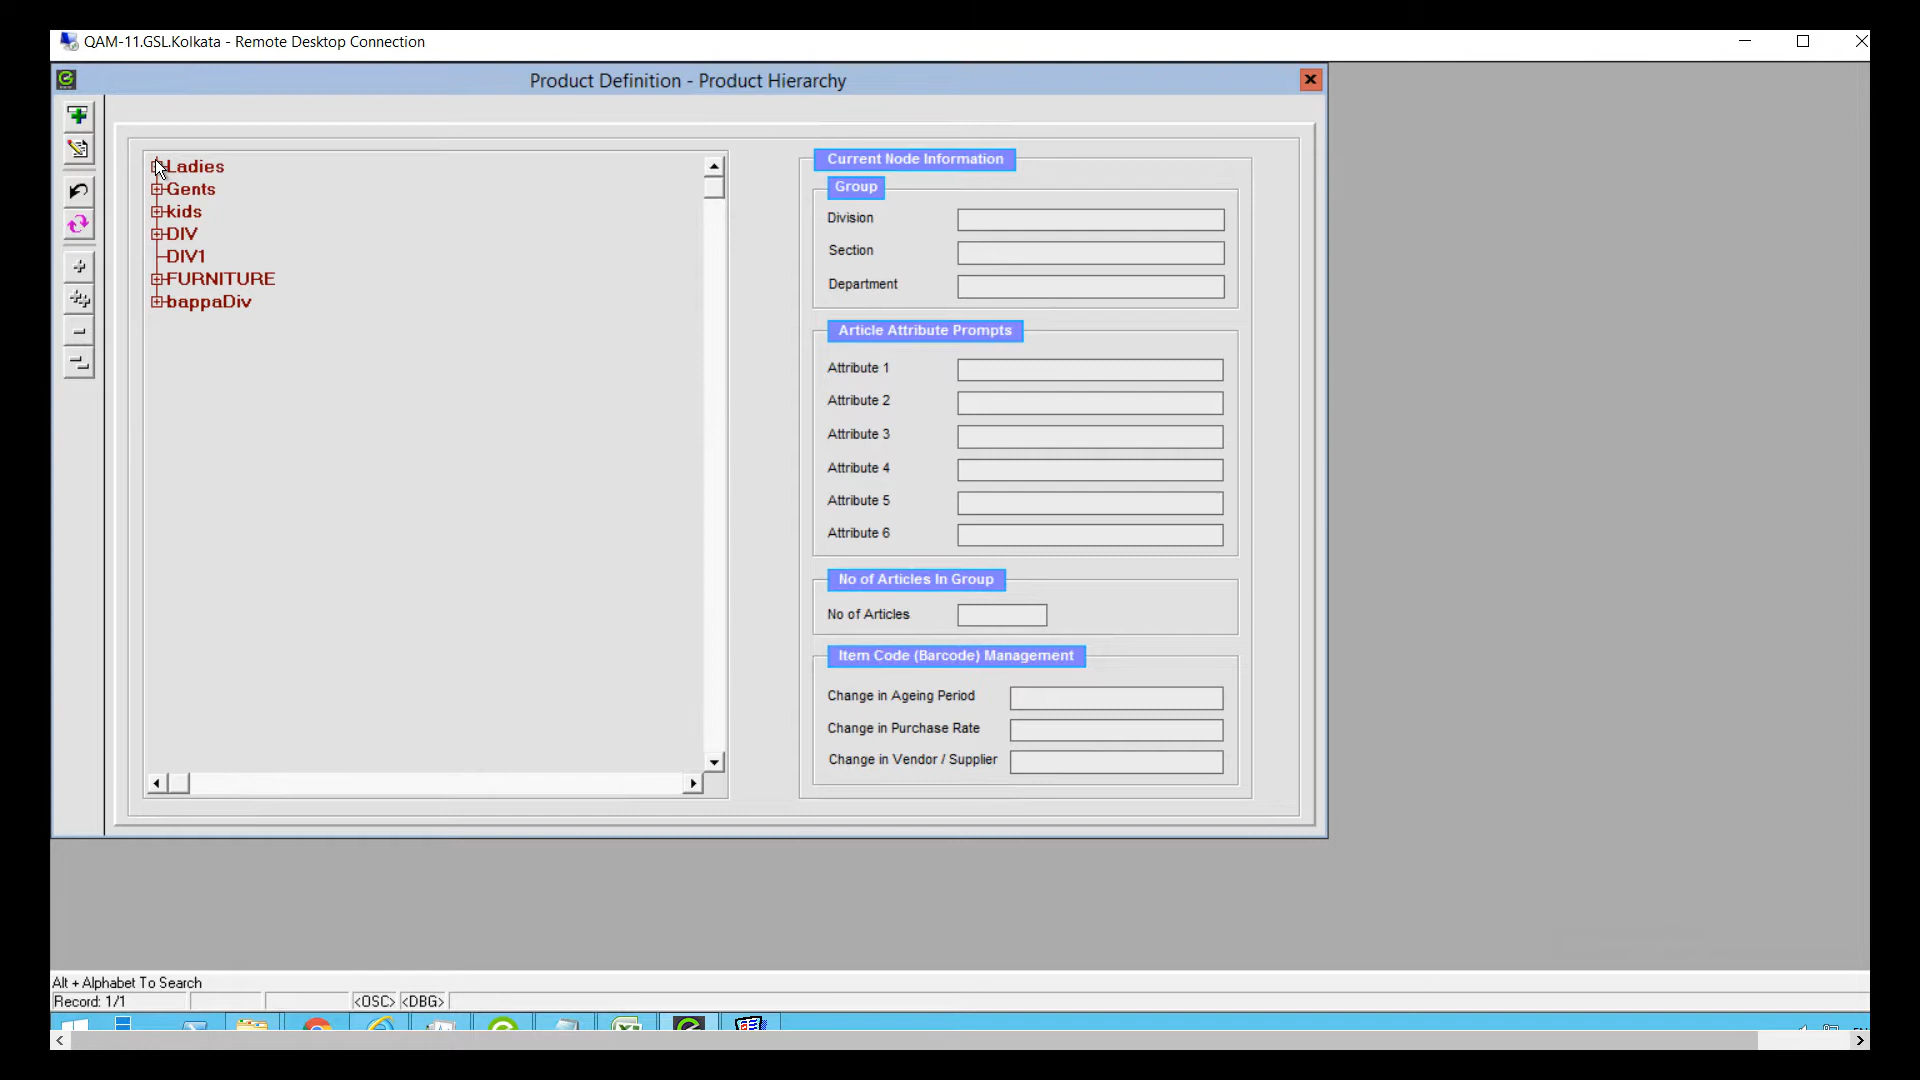 QAM-11.GSL.Kolkata - Remote Desktop Connection
Product Definition - Product Hierarchy
Ladies
Gents
kids
DIV
DIV1
FURNITURE
bappaDiv
Current Node Information
Group
Division
Section
Department
Article Attribute Prompts
Attribute 1
Attribute 2
Attribute 3
Attribute 4
Attribute 5
Attribute 6
No of Articles In Group
No of Articles
Item Code (Barcode) Management
Change in Ageing Period
Change in Purchase Rate
Change in Vendor / Supplier
Alt + Alphabet To Search
Record: 1/1
<OSC>
<DBG>